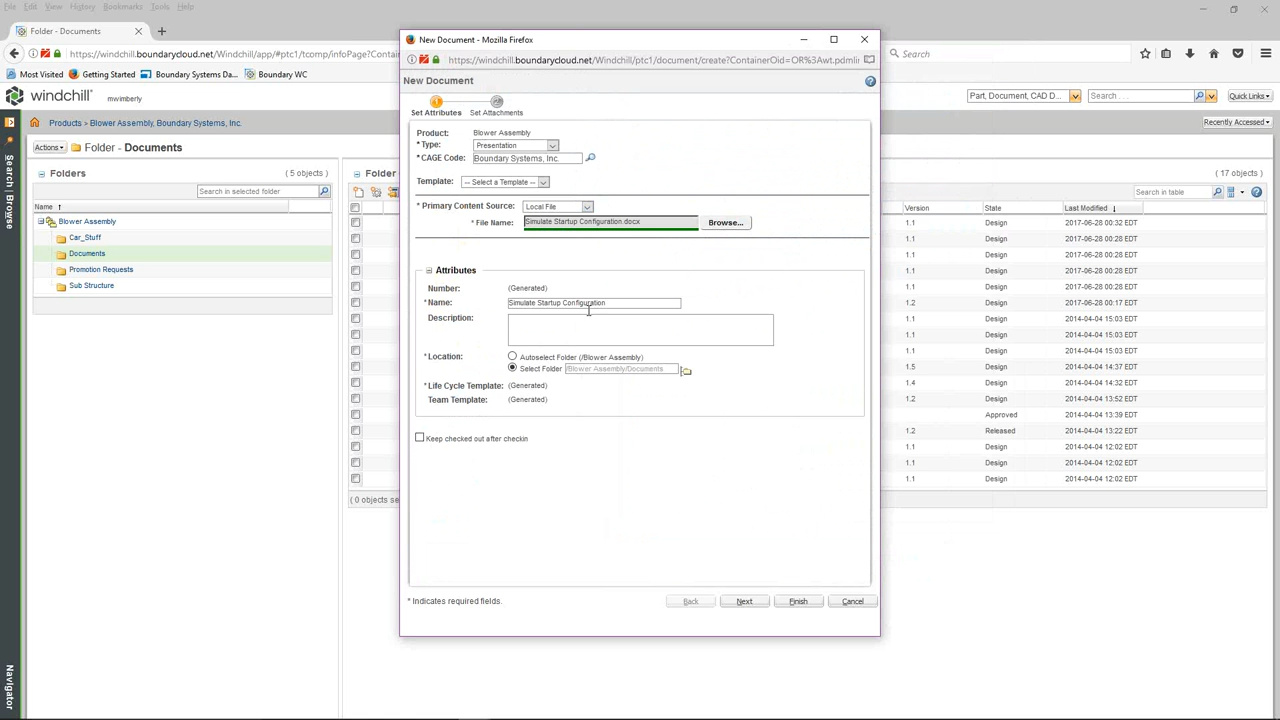 File Edit View History Bookmarks Tools Help
Folder - Documents
https://windchill.boundarycloud.net/Windchill/app/#ptc1/tcomp/infoPage?Contai
Search
Most Visited Getting Started Boundary Systems Da... Boundary WC
windchill mwimberly
Part, Document, CAD D... Search ... Quick Links
Products > Blower Assembly, Boundary Systems, Inc.
Recently Accessed
Actions Folder - Documents
Search | Browse
Navigator
Folders ( 5 objects )
Search in selected folder
Name ↑
Blower Assembly
Car_Stuff
Documents
Promotion Requests
Sub Structure
New Document - Mozilla Firefox
https://windchill.boundarycloud.net/Windchill/ptc1/document/create?ContainerOid=OR%3Awt.pdmlin
New Document
1 Set Attributes
Set Attachments
Product: Blower Assembly
*Type: Presentation
*CAGE Code: Boundary Systems, Inc.
Template: -- Select a Template --
* Primary Content Source: Local File
* File Name: Simulate Startup Configuration.docx Browse...
Attributes
Number: (Generated)
*Name: Simulate Startup Configuration
Description:
*Location: Autoselect Folder (/Blower Assembly)
Select Folder /Blower Assembly/Documents
*Life Cycle Template: (Generated)
Team Template: (Generated)
Keep checked out after checkin
* Indicates required fields.
Back Next Finish Cancel
Folder ( 17 objects )
Search in table
Version State Last Modified ↓
1.1 Design 2017-06-28 00:32 EDT
1.1 Design 2017-06-28 00:28 EDT
1.1 Design 2017-06-28 00:28 EDT
1.1 Design 2017-06-28 00:28 EDT
1.1 Design 2017-06-28 00:28 EDT
1.2 Design 2017-06-28 00:17 EDT
1.1 Design 2014-04-04 15:03 EDT
1.1 Design 2014-04-04 15:03 EDT
1.1 Design 2014-04-04 15:03 EDT
1.5 Design 2014-04-04 14:37 EDT
1.4 Design 2014-04-04 14:32 EDT
1.2 Design 2014-04-04 13:52 EDT
Approved 2014-04-04 13:39 EDT
1.2 Released 2014-04-04 13:22 EDT
1.1 Design 2014-04-04 12:02 EDT
1.1 Design 2014-04-04 12:02 EDT
1.1 Design 2014-04-04 12:02 EDT
( 0 objects se